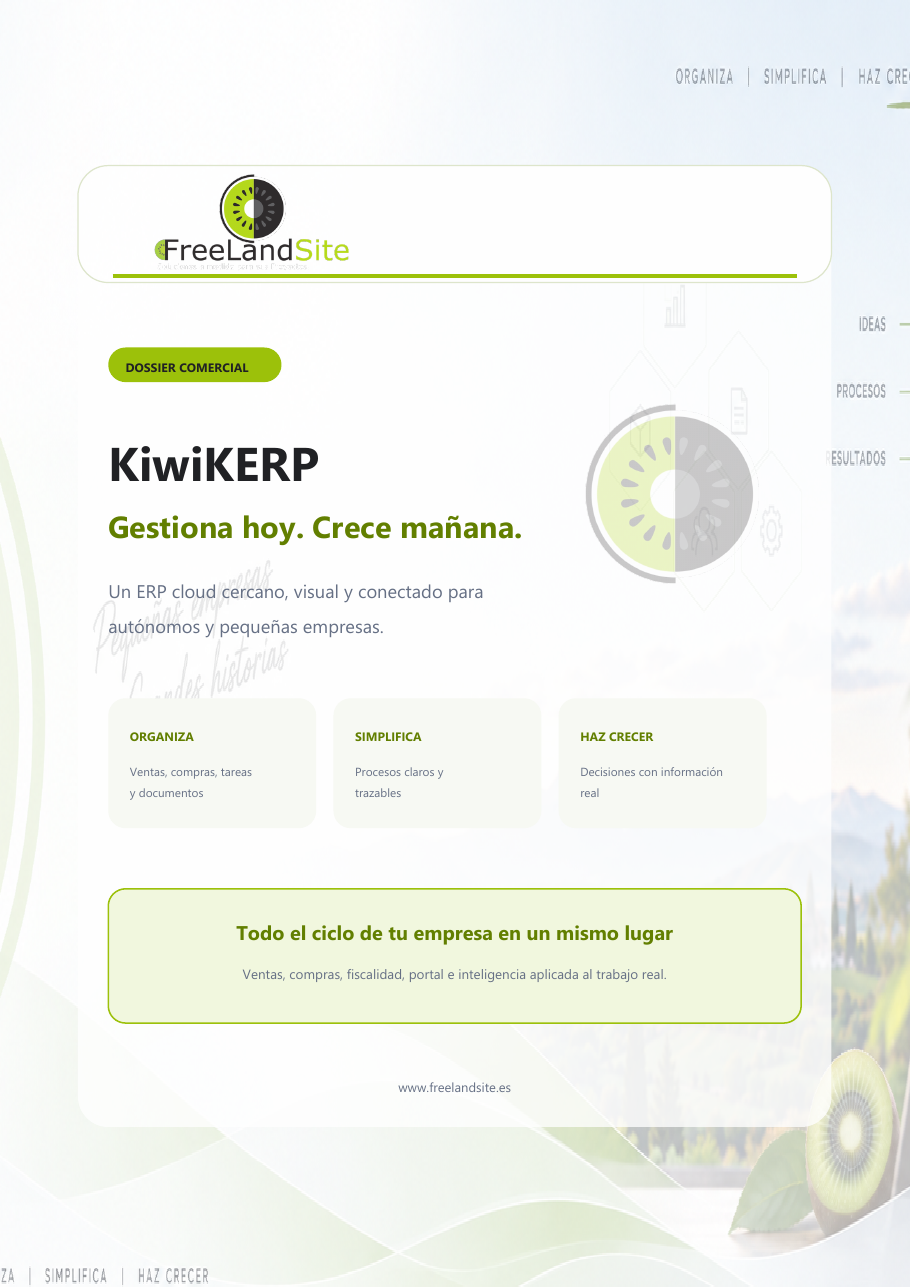 ORGANIZA | SIMPLIFICA | HAZ CREC
FreeLandSite
IDEAS
DOSSIER COMERCIAL
PROCESOS
RESULTADOS
KiwiKERP
Gestiona hoy. Crece mañana.
Un ERP cloud cercano, visual y conectado para
autónomos y pequeñas empresas.
Pequeñas empresas
Grandes historias
ORGANIZA
Ventas, compras, tareas
y documentos
SIMPLIFICA
Procesos claros y
trazables
HAZ CRECER
Decisiones con información
real
Todo el ciclo de tu empresa en un mismo lugar
Ventas, compras, fiscalidad, portal e inteligencia aplicada al trabajo real.
www.freelandsite.es
ZA | SIMPLIFICA | HAZ CRECER